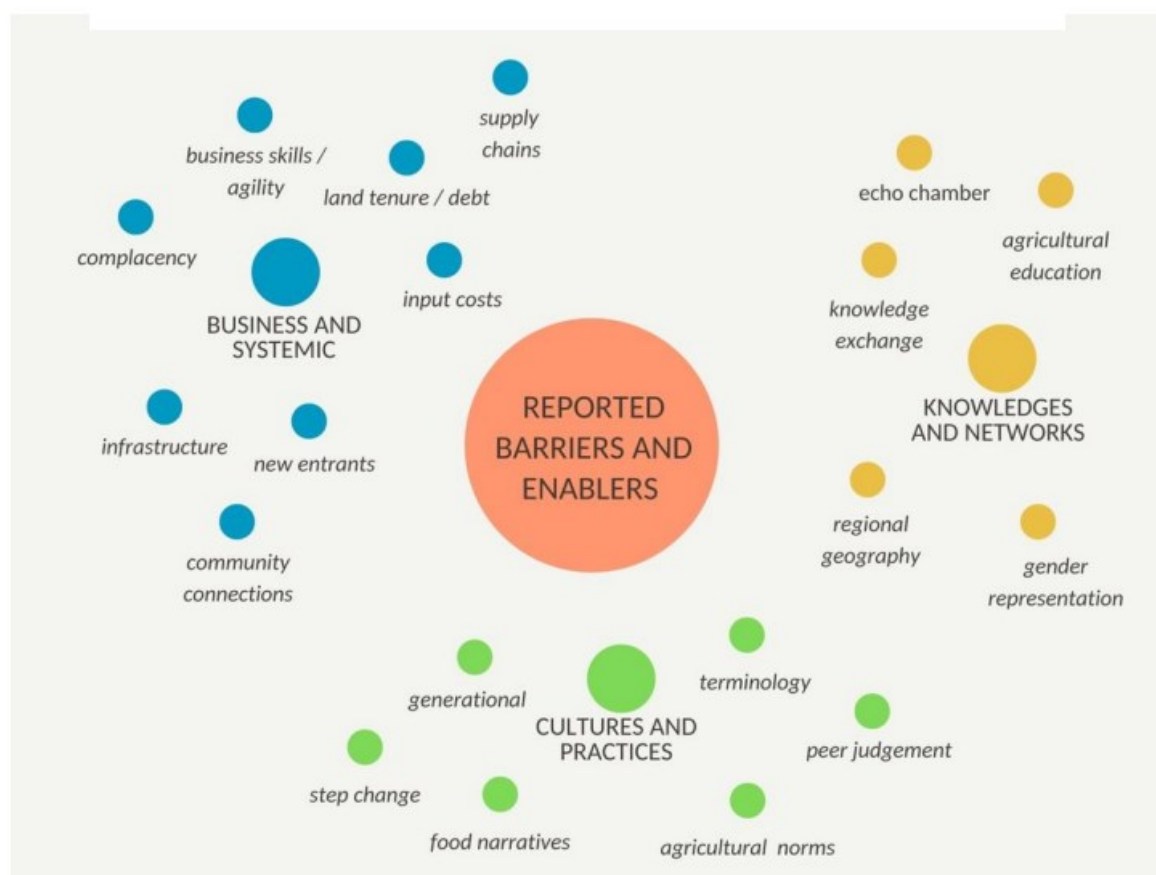 supply
chains
business skills /
agility
land tenure / debt
complacency
input costs
BUSINESS AND
SYSTEMIC
infrastructure
new entrants
community
connections
REPORTED
BARRIERS AND
ENABLERS
echo chamber
agricultural
education
knowledge
exchange
KNOWLEDGES
AND NETWORKS
regional
geography
gender
representation
generational
terminology
CULTURES AND
PRACTICES
peer judgement
step change
food narratives
agricultural norms